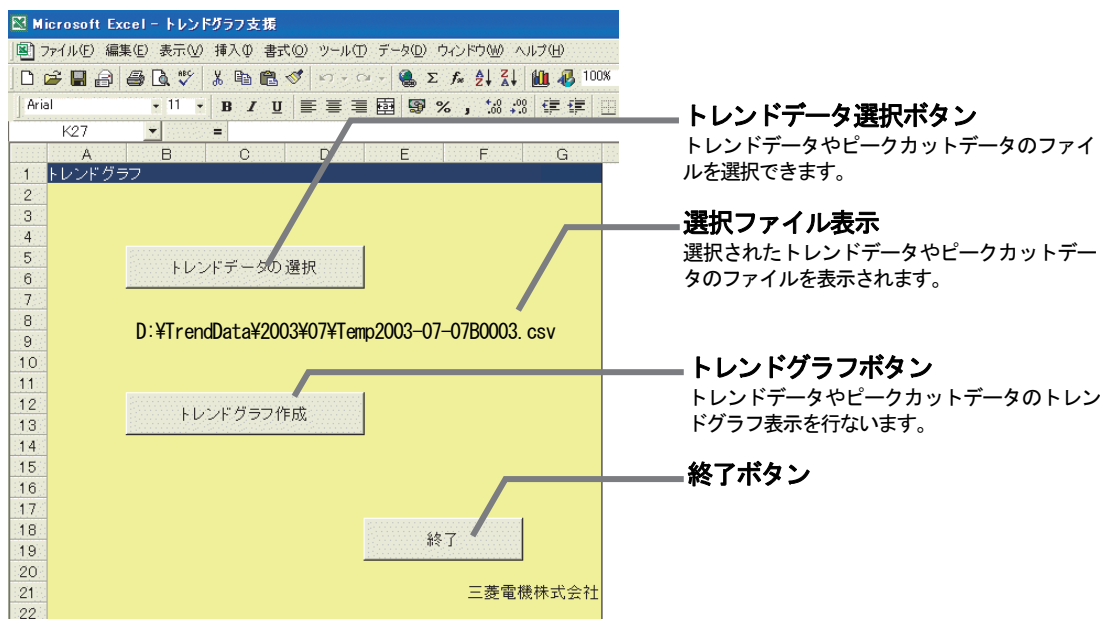 Microsoft Excel - トレンドグラフ支援
ファイル(F) 編集(E) 表示(V) 挿入(I) 書式(O) ツール(T) データ(D) ウィンドウ(W) ヘルプ(H)
100%
Arial 11 B I U
K27 =
A B C D E F G
1 トレンドグラフ
2
3
4
5
6
トレンドデータの選択
7
8
9
D:¥TrendData¥2003¥07¥Temp2003-07-07B0003.csv
10
11
12
13
トレンドグラフ作成
14
15
16
17
18
19
終了
20
21 三菱電機株式会社
22
トレンドデータ選択ボタン
トレンドデータやピークカットデータのファイ
ルを選択できます。
選択ファイル表示
選択されたトレンドデータやピークカットデー
タのファイルを表示されます。
トレンドグラフボタン
トレンドデータやピークカットデータのトレン
ドグラフ表示を行ないます。
終了ボタン